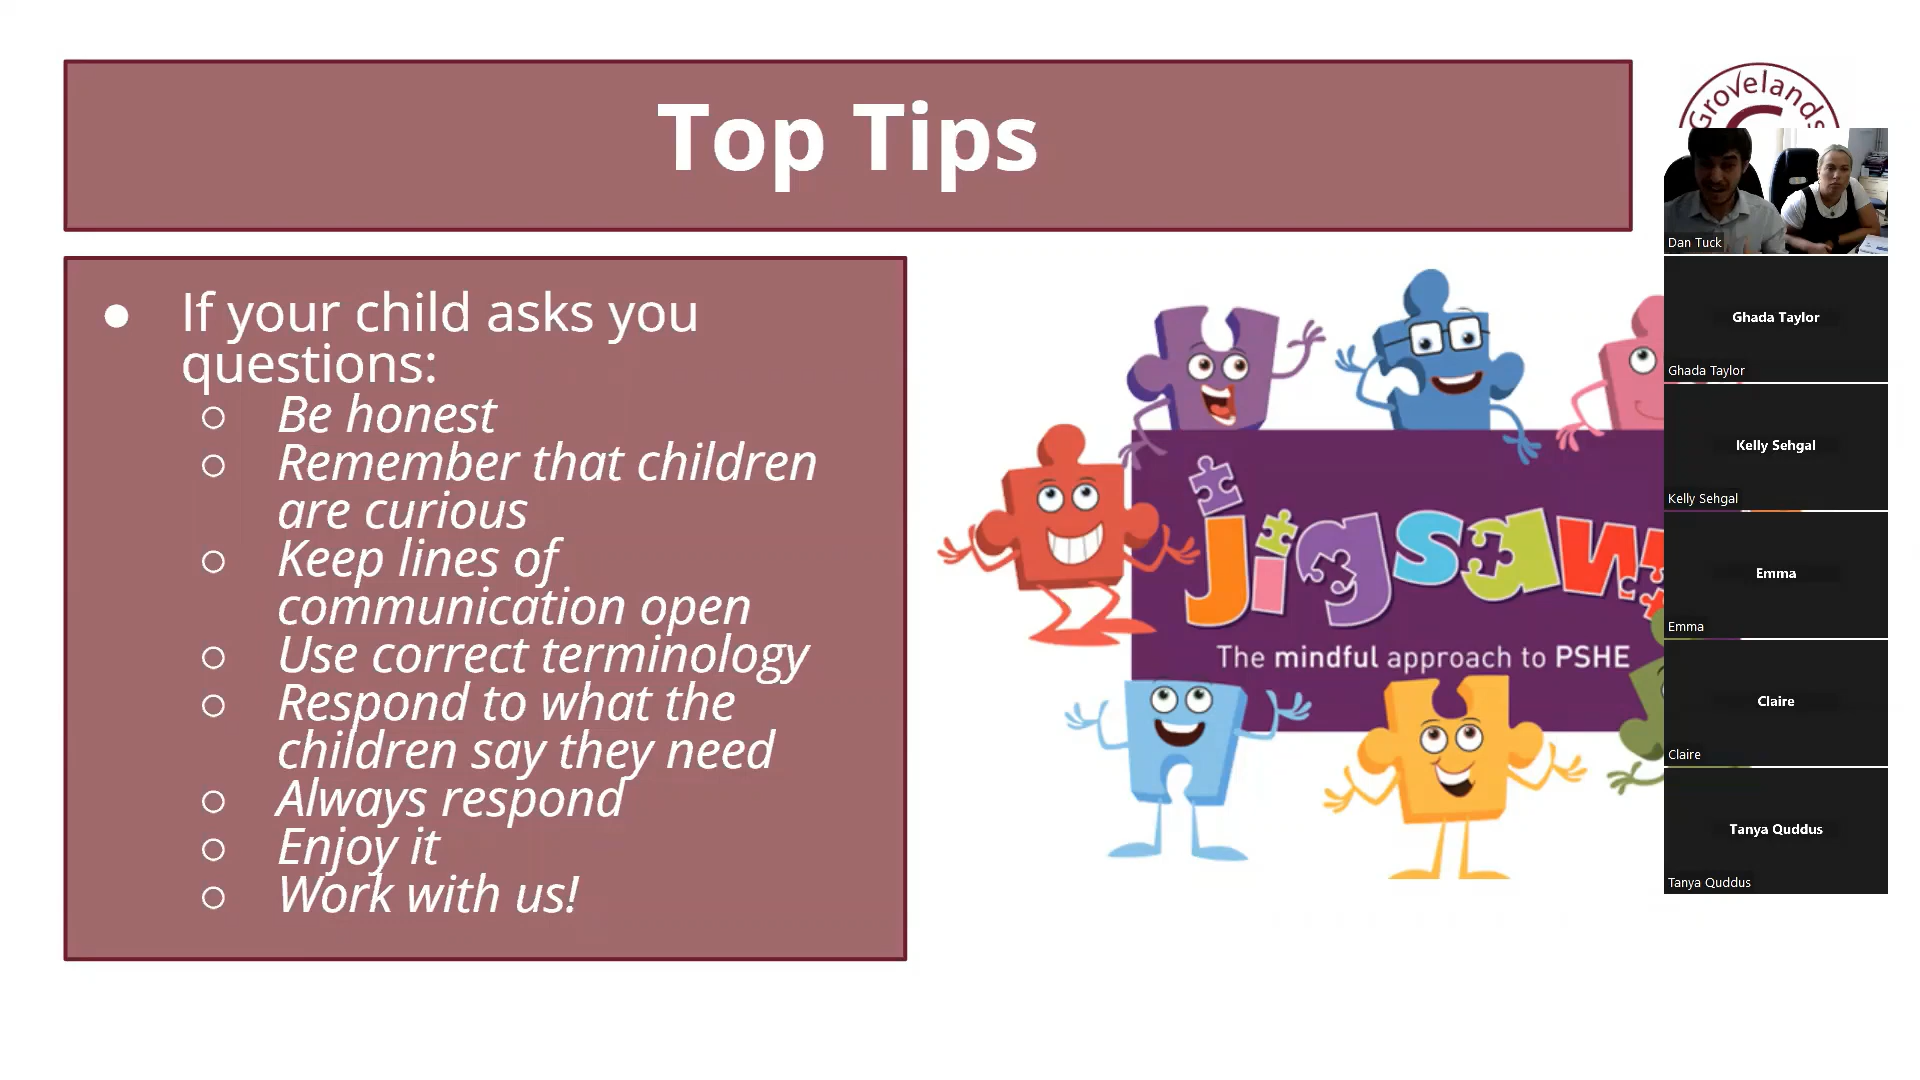 Top Tips
Grovelands
● If your child asks you
questions:
○ Be honest
○ Remember that children
are curious
○ Keep lines of
communication open
○ Use correct terminology
○ Respond to what the
children say they need
○ Always respond
○ Enjoy it
○ Work with us!
jigsaw
The mindful approach to PSHE
Dan Tuck
Ghada Taylor
Ghada Taylor
Kelly Sehgal
Kelly Sehgal
Emma
Emma
Claire
Claire
Tanya Quddus
Tanya Quddus